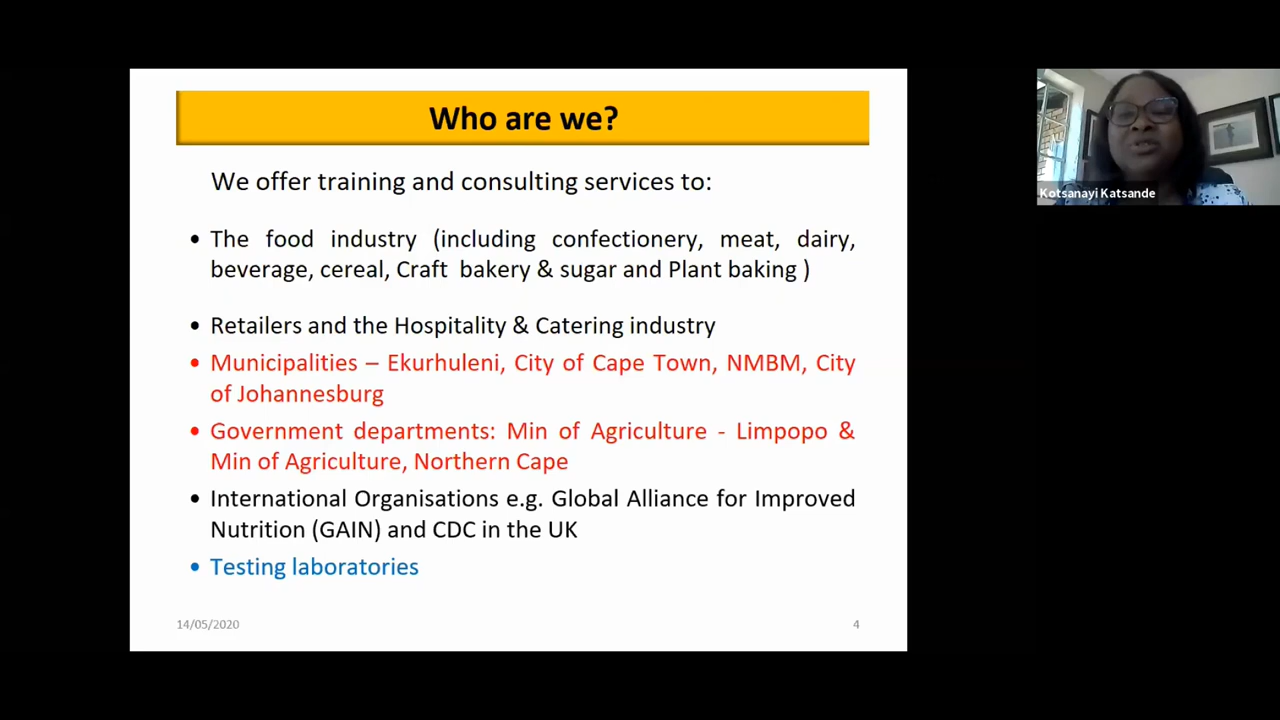 Who are we?
We offer training and consulting services to:
• The food industry (including confectionery, meat, dairy,
beverage, cereal, Craft bakery & sugar and Plant baking )
• Retailers and the Hospitality & Catering industry
• Municipalities – Ekurhuleni, City of Cape Town, NMBM, City
of Johannesburg
• Government departments: Min of Agriculture - Limpopo &
Min of Agriculture, Northern Cape
• International Organisations e.g. Global Alliance for Improved
Nutrition (GAIN) and CDC in the UK
• Testing laboratories
14/05/2020
4
Kotsanayi Katsande